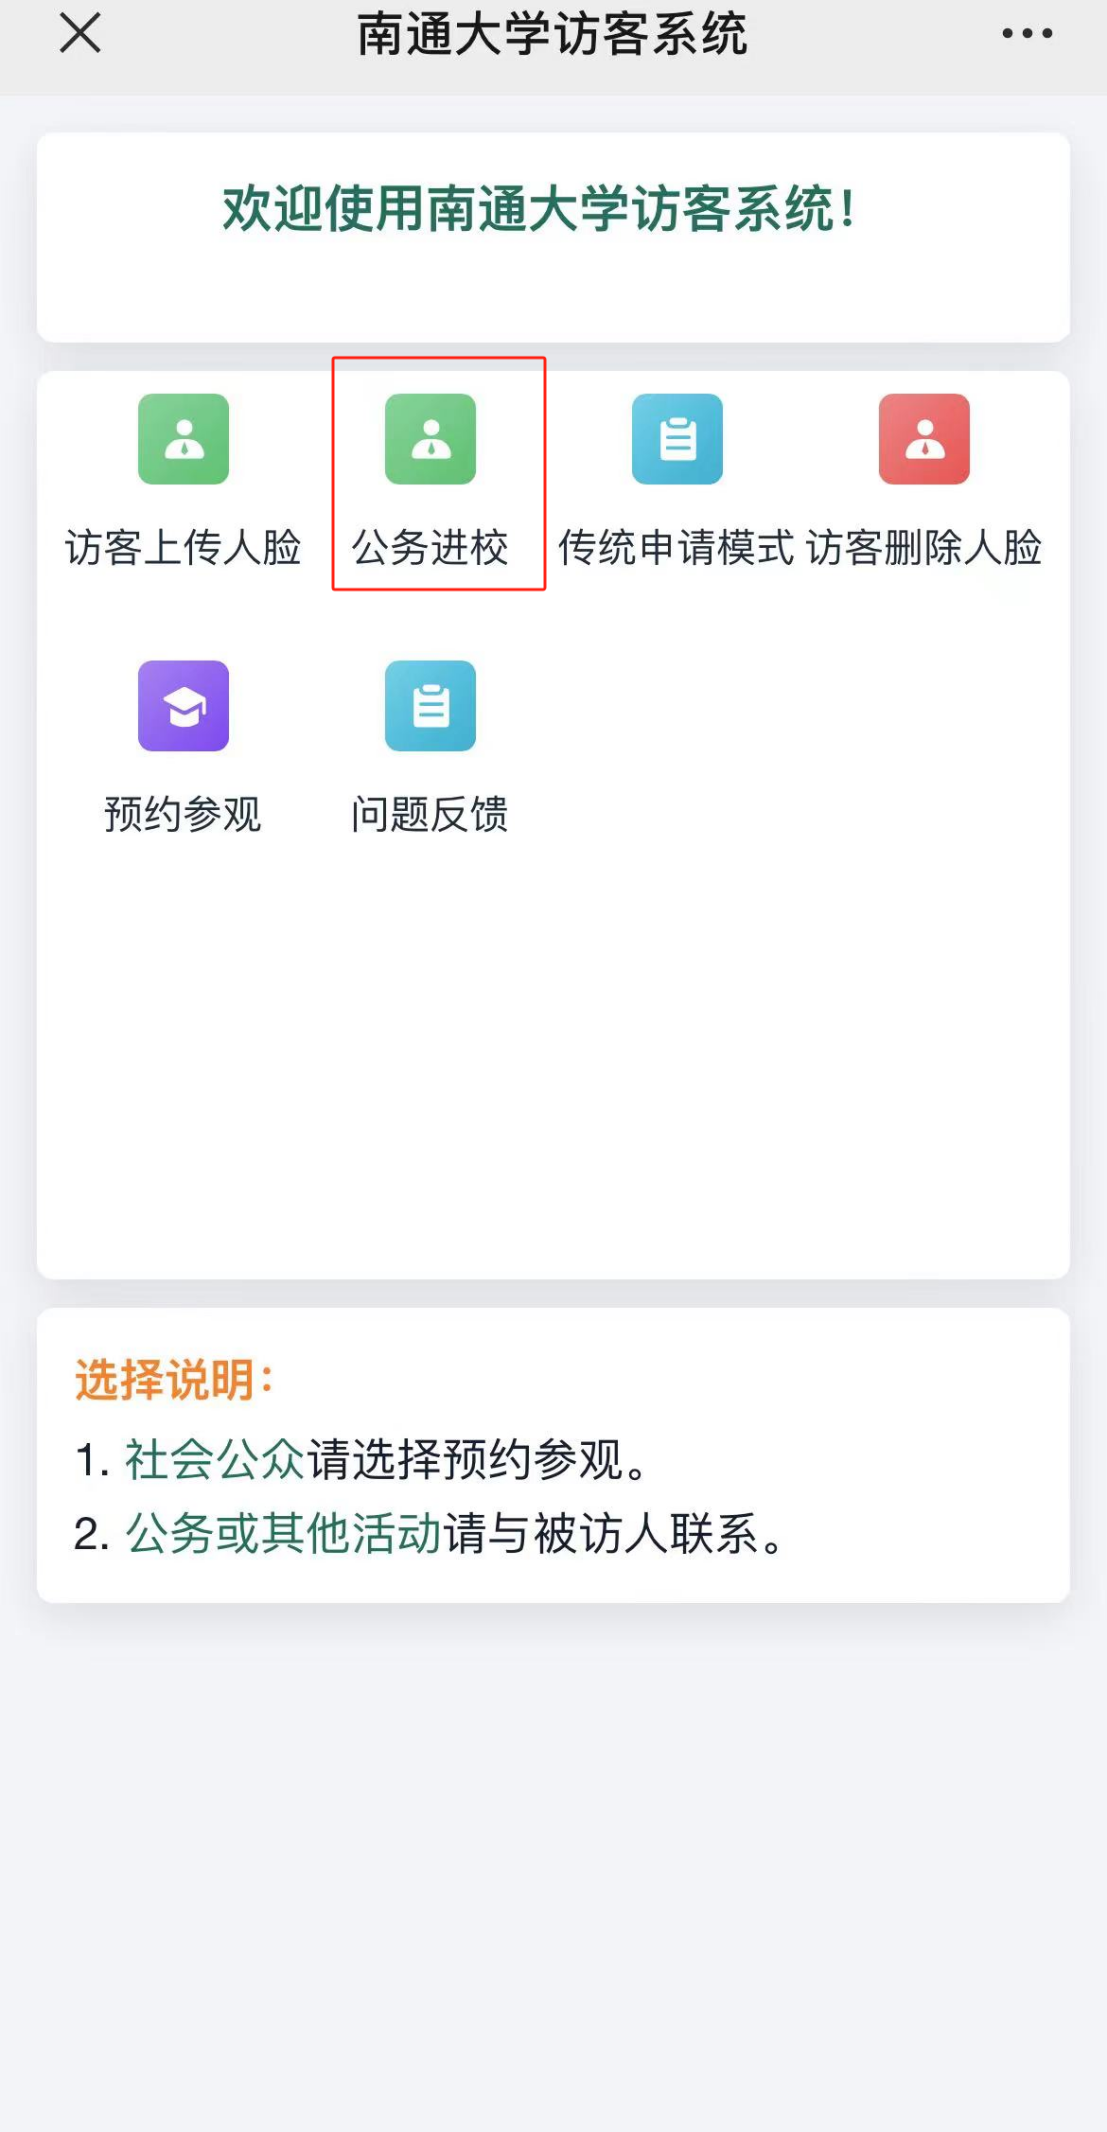 南通大学访客系统
欢迎使用南通大学访客系统！
访客上传人脸 公务进校 传统申请模式 访客删除人脸
预约参观 问题反馈
选择说明：
1. 社会公众请选择预约参观。
2. 公务或其他活动请与被访人联系。